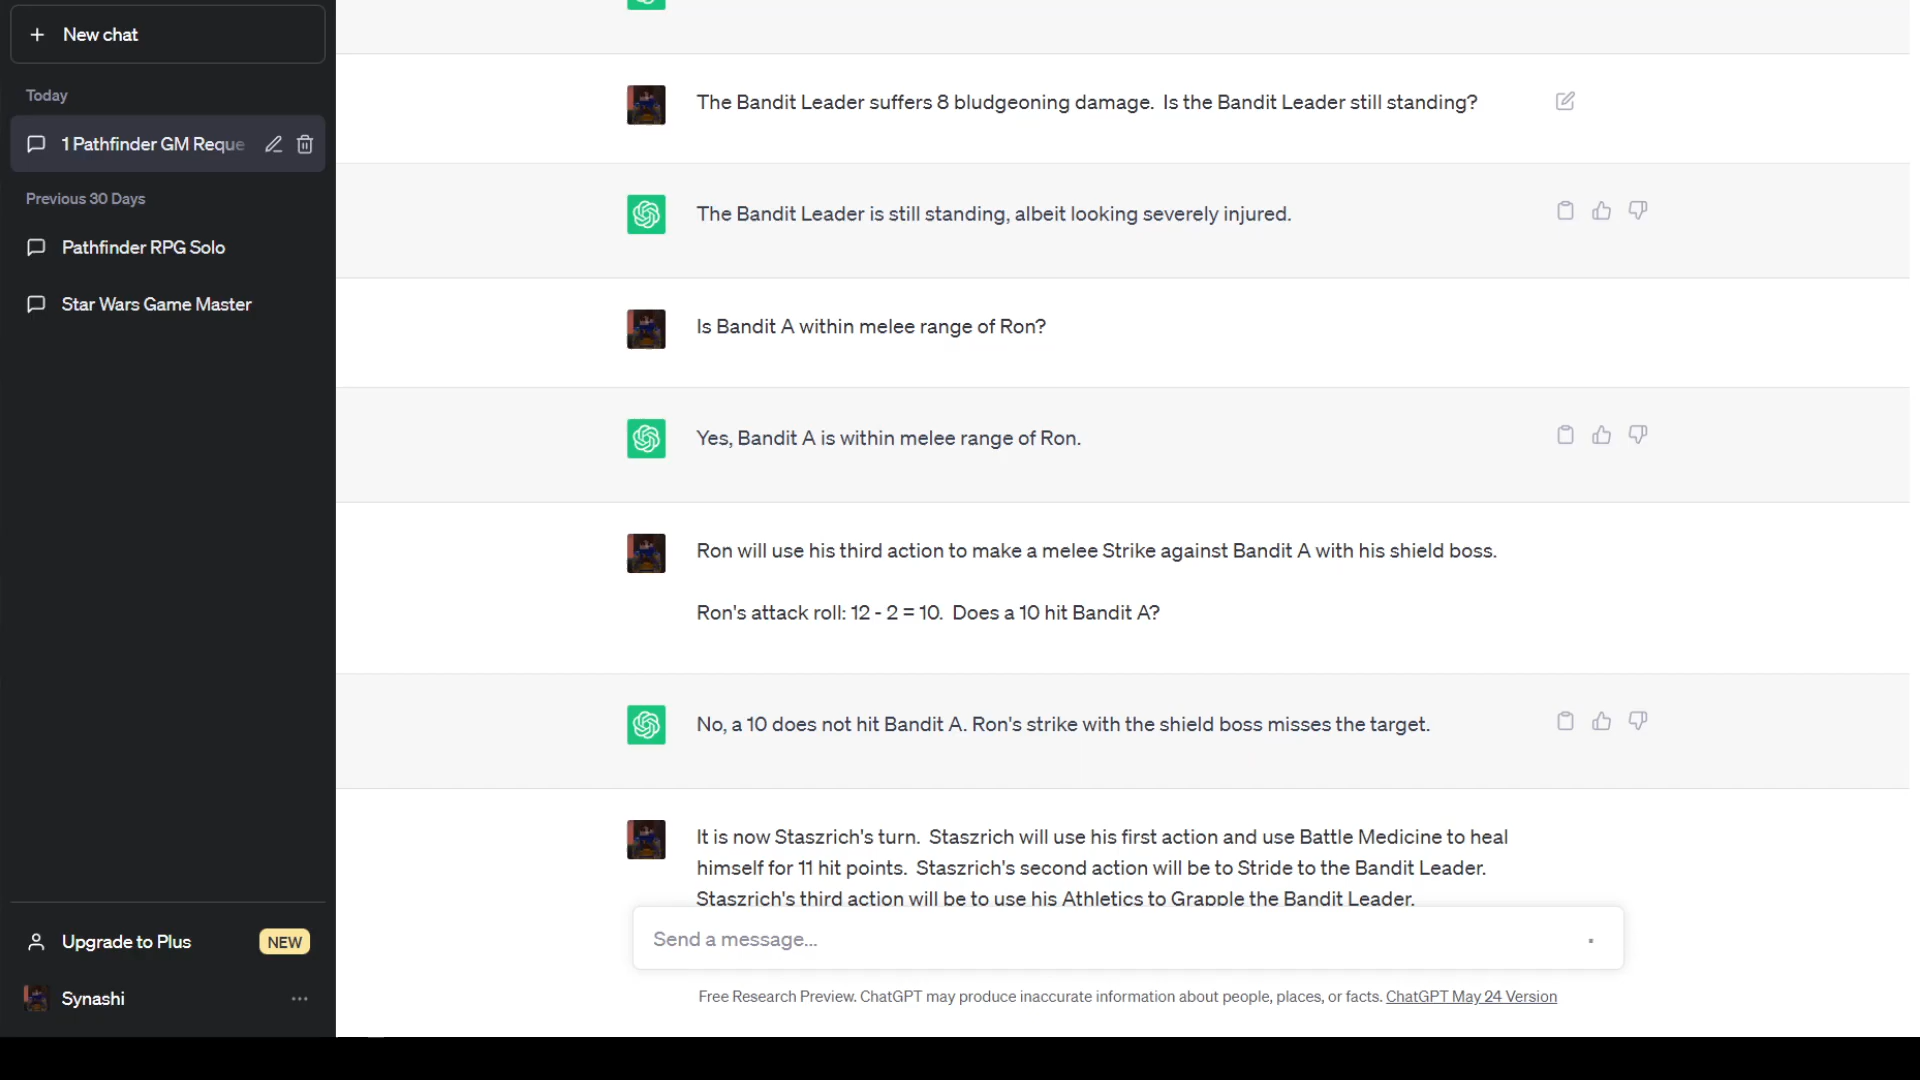 New chat
Today
1 Pathfinder GM Reque
Previous 30 Days
Pathfinder RPG Solo
Star Wars Game Master
Upgrade to Plus
NEW
Synashi
The Bandit Leader suffers 8 bludgeoning damage. Is the Bandit Leader still standing?
The Bandit Leader is still standing, albeit looking severely injured.
Is Bandit A within melee range of Ron?
Yes, Bandit A is within melee range of Ron.
Ron will use his third action to make a melee Strike against Bandit A with his shield boss.
Ron's attack roll: 12 - 2 = 10. Does a 10 hit Bandit A?
No, a 10 does not hit Bandit A. Ron's strike with the shield boss misses the target.
It is now Staszrich's turn. Staszrich will use his first action and use Battle Medicine to heal
himself for 11 hit points. Staszrich's second action will be to Stride to the Bandit Leader.
Staszrich's third action will be to use his Athletics to Grapple the Bandit Leader.
Send a message...
Free Research Preview. ChatGPT may produce inaccurate information about people, places, or facts. ChatGPT May 24 Version